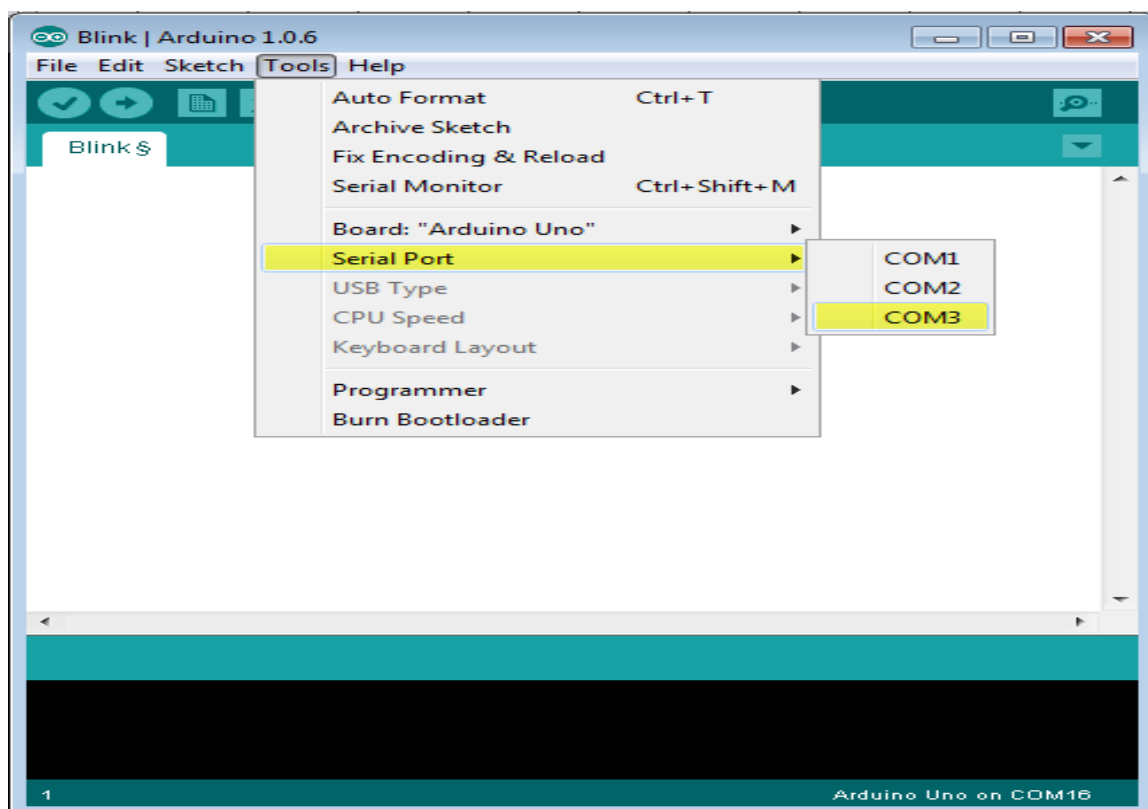 Blink | Arduino 1.0.6
File Edit Sketch Tools Help
Auto Format Ctrl+T
Archive Sketch
Fix Encoding & Reload
Serial Monitor Ctrl+Shift+M
Board: "Arduino Uno"
Serial Port
USB Type
CPU Speed
Keyboard Layout
Programmer
Burn Bootloader
COM1
COM2
COM3
Blink §
1 Arduino Uno on COM16